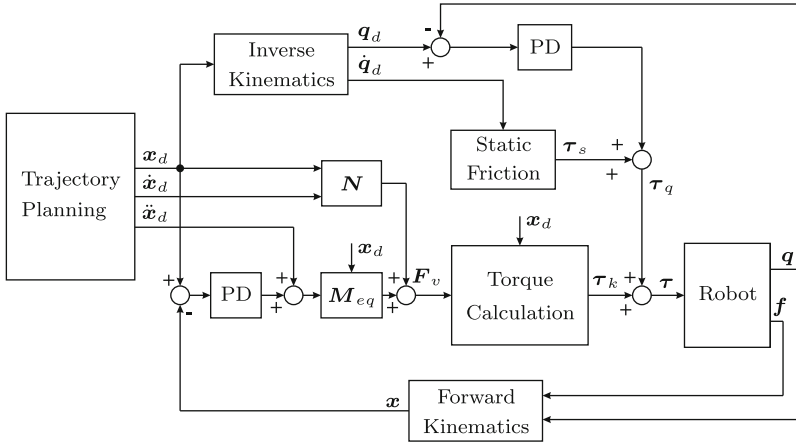 Inverse
Kinematics
q_d
q̇_d
-
+
PD
Static
Friction
τ_s
+
+
τ_q
Trajectory
Planning
x_d
ẋ_d
ẍ_d
N
+
-
PD
+
+
x_d
M_eq
+
+
F_v
x_d
Torque
Calculation
τ_k
+
+
τ
Robot
q
f
x
Forward
Kinematics